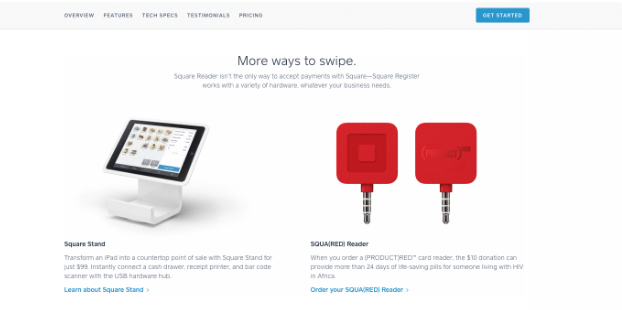 OVERVIEW FEATURES TECH SPECS TESTIMONIALS PRICING GET STARTED
More ways to swipe.
Square Reader isn't the only way to accept payments with Square—Square Register
works with a variety of hardware, whatever your business needs.
(PRODUCT)RED
Square Stand
Transform an iPad into a countertop point of sale with Square Stand for
just $99. Instantly connect a cash drawer, receipt printer, and bar code
scanner with the USB hardware hub.
Learn about Square Stand >
SQUA(RED) Reader
When you order a (PRODUCT)RED™ card reader, the $10 donation can
provide more than 24 days of life-saving pills for someone living with HIV
in Africa.
Order your SQUA(RED) Reader >